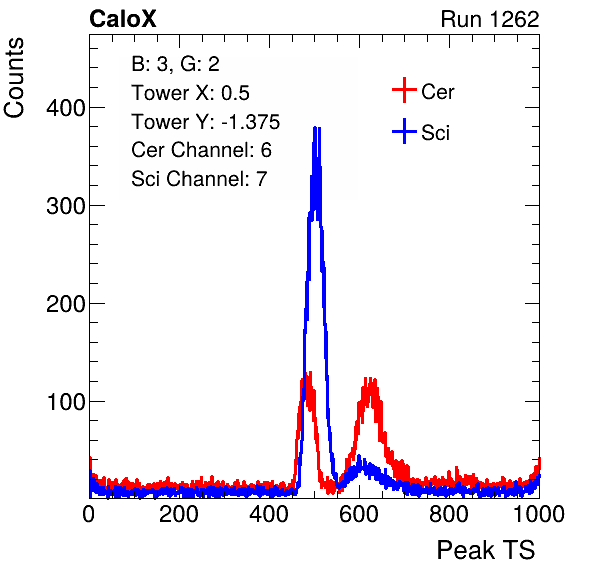 CaloX Run 1262
Counts
B: 3, G: 2
Tower X: 0.5
Tower Y: -1.375
Cer Channel: 6
Sci Channel: 7
Cer
Sci
400
300
200
100
0 200 400 600 800 1000
Peak TS